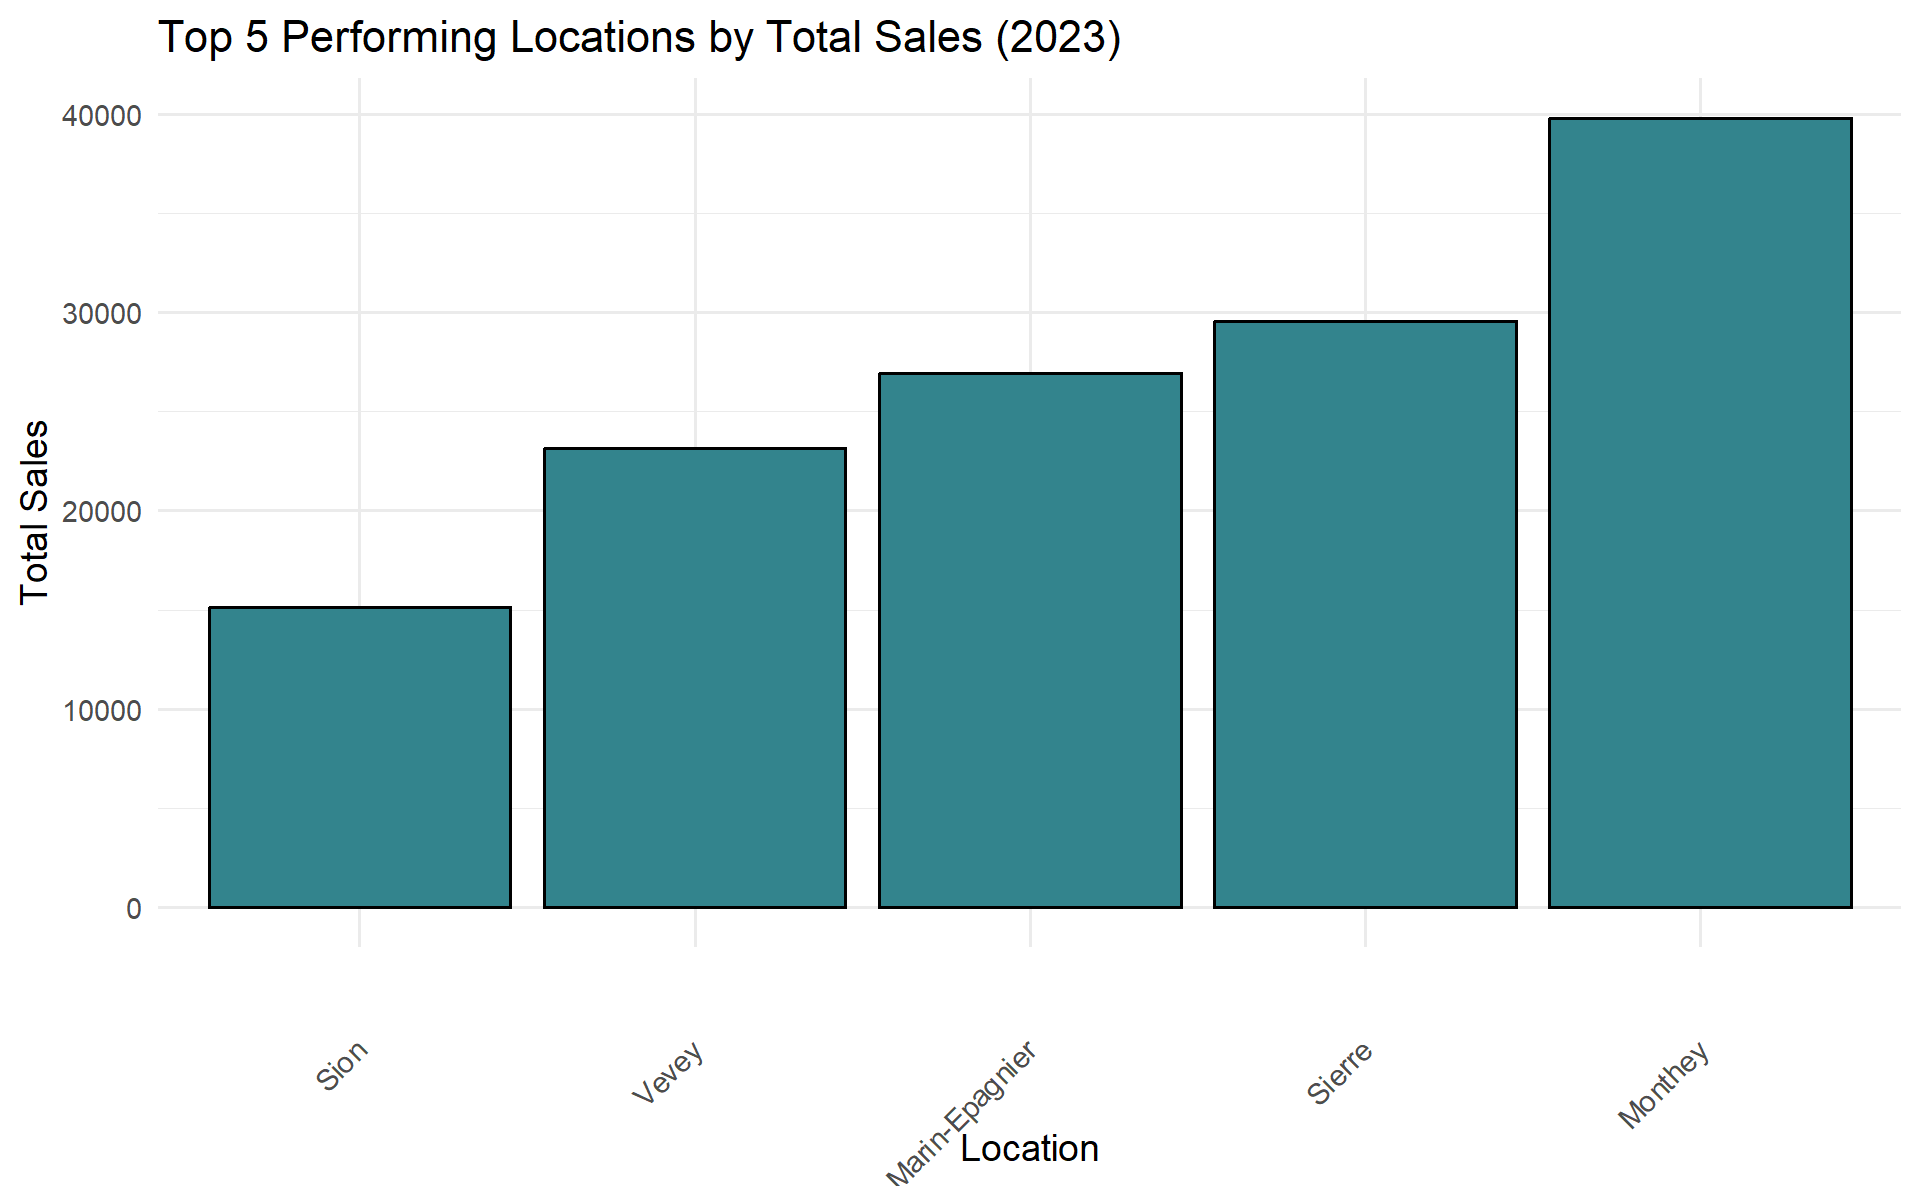 Top 5 Performing Locations by Total Sales (2023)
Total Sales
40000
30000
20000
10000
0
Sion
Vevey
Marin-Epagnier
Sierre
Monthey
Location